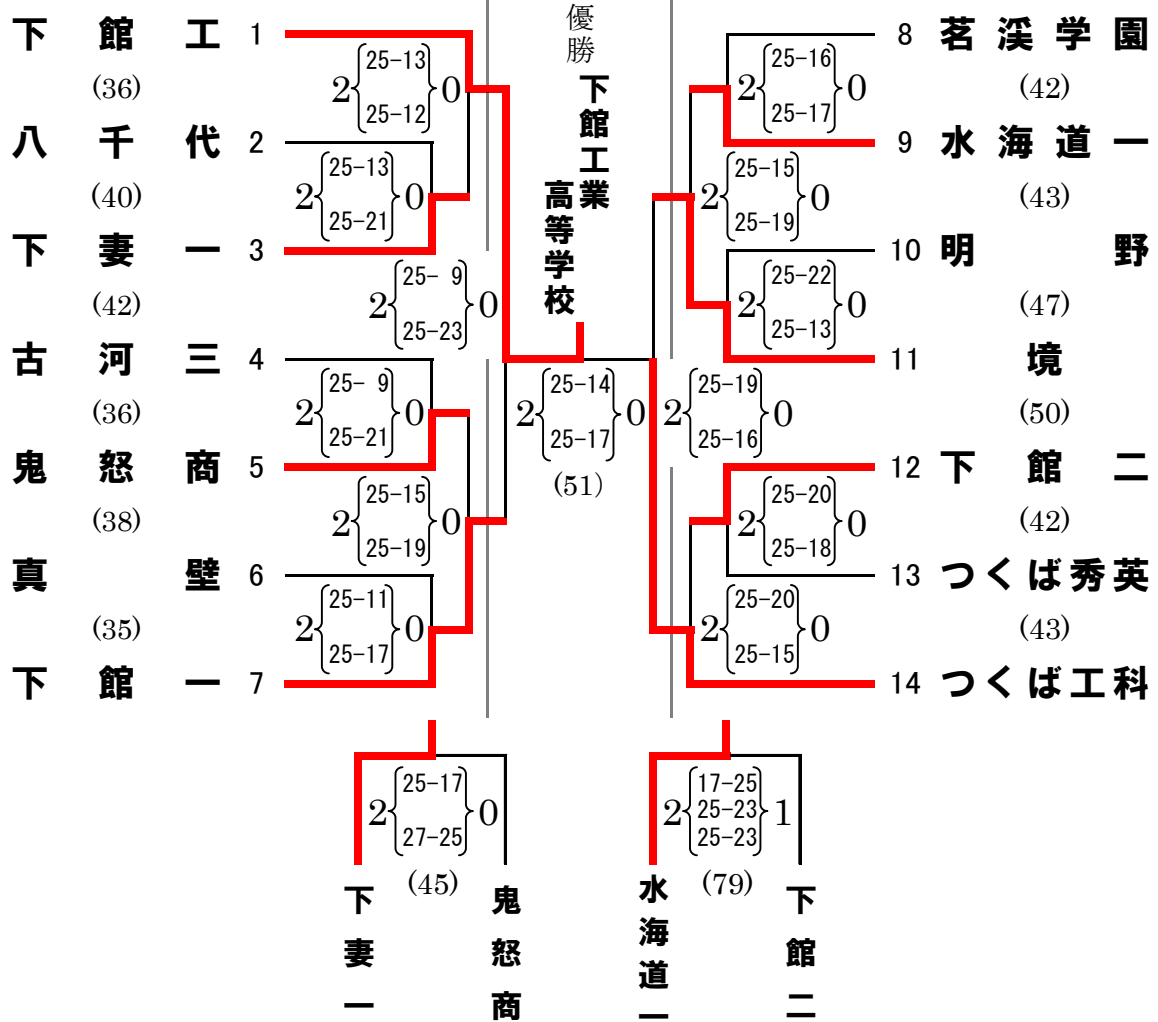 優勝
下館工業
高等学校
下館工 1
(36)
八千代 2
(40)
下妻一 3
(42)
古河三 4
(36)
鬼怒商 5
(38)
真壁 6
(35)
下館一 7
2 25-13 0
25-12
2 25-13 0
25-21
2 25- 9 0
25-23
2 25- 9 0
25-21
2 25-15 0
25-19
2 25-11 0
25-17
2 25-14 0
25-17
(51)
8 茗渓学園
(42)
9 水海道一
(43)
10 明野
(47)
11 境
(50)
12 下館二
(42)
13 つくば秀英
(43)
14 つくば工科
2 25-16 0
25-17
2 25-15 0
25-19
2 25-22 0
25-13
2 25-19 0
25-16
2 25-20 0
25-18
2 25-20 0
25-15
2 25-17 0
27-25
(45)
下妻一
鬼怒商
2 17-25 1
25-23
25-23
(79)
水海道一
下館二